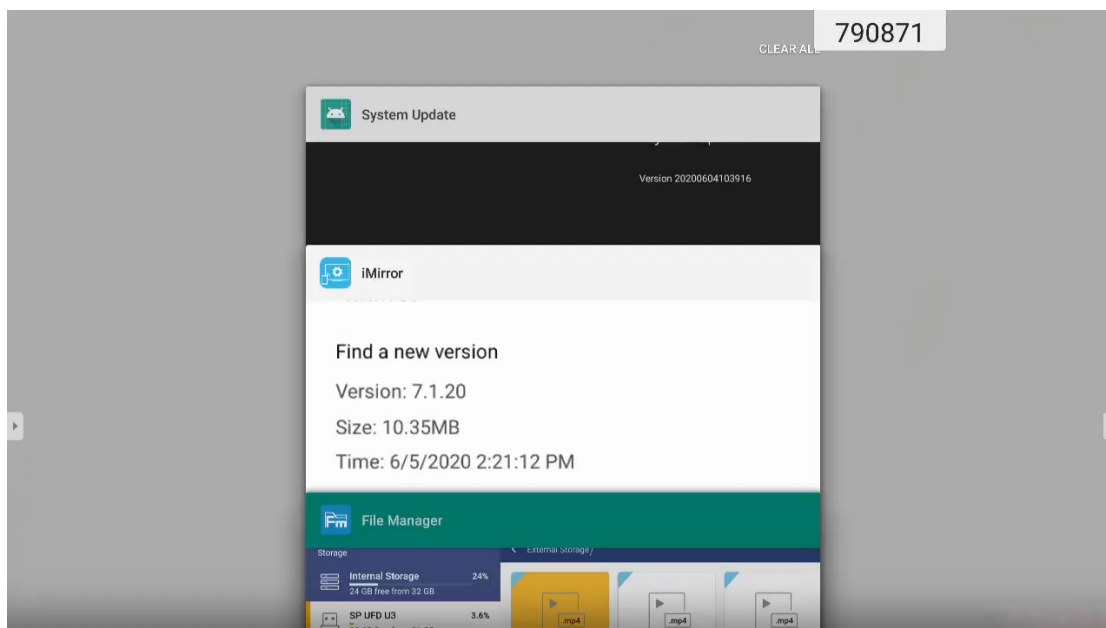 790871
CLEAR ALL
System Update
Version 20200604103916
iMirror
Find a new version
Version: 7.1.20
Size: 10.35MB
Time: 6/5/2020 2:21:12 PM
Fm File Manager
Storage
External Storage/
Internal Storage 24%
24 GB free from 32 GB
SP UFD U3 3.6%
.mp4 .mp4 .mp4